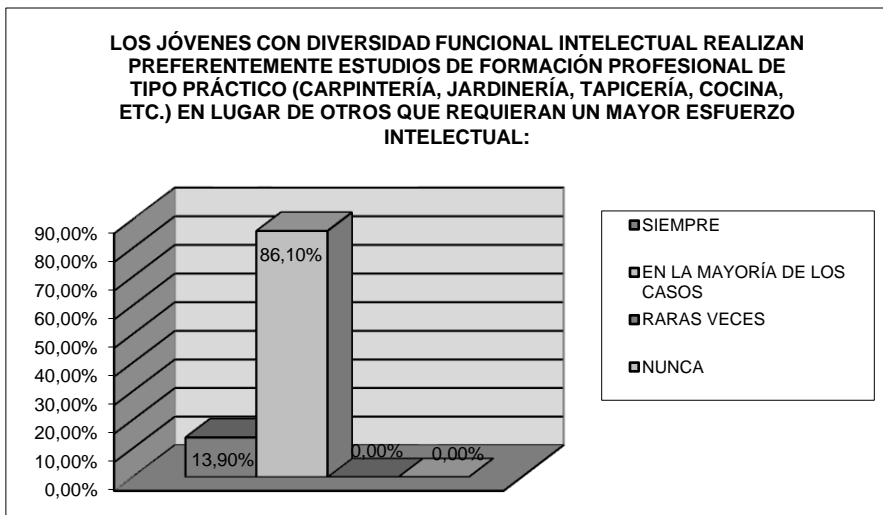 LOS JÓVENES CON DIVERSIDAD FUNCIONAL INTELECTUAL REALIZAN
PREFERENTEMENTE ESTUDIOS DE FORMACIÓN PROFESIONAL DE
TIPO PRÁCTICO (CARPINTERÍA, JARDINERÍA, TAPICERÍA, COCINA,
ETC.) EN LUGAR DE OTROS QUE REQUIERAN UN MAYOR ESFUERZO
INTELECTUAL:
90,00%
80,00%
70,00%
60,00%
50,00%
40,00%
30,00%
20,00%
10,00%
0,00%
13,90%
86,10%
0,00%
0,00%
SIEMPRE
EN LA MAYORÍA DE LOS
CASOS
RARAS VECES
NUNCA